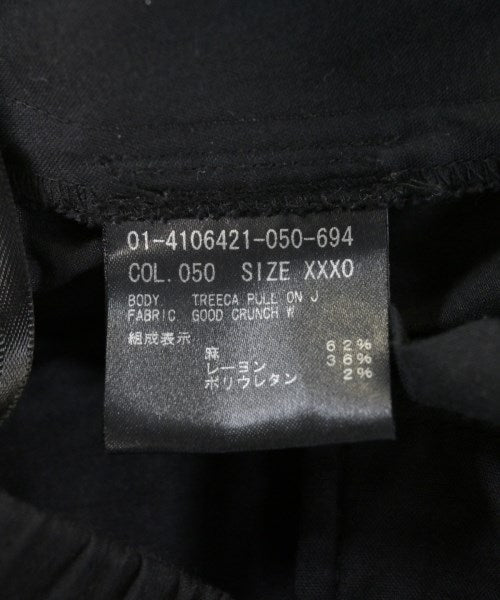 01-4106421-050-694
COL. 050 SIZE XXX0
BODY. TREECA PULL ON J
FABRIC. GOOD CRUNCH W
組成表示
麻 62%
レーヨン 36%
ポリウレタン 2%